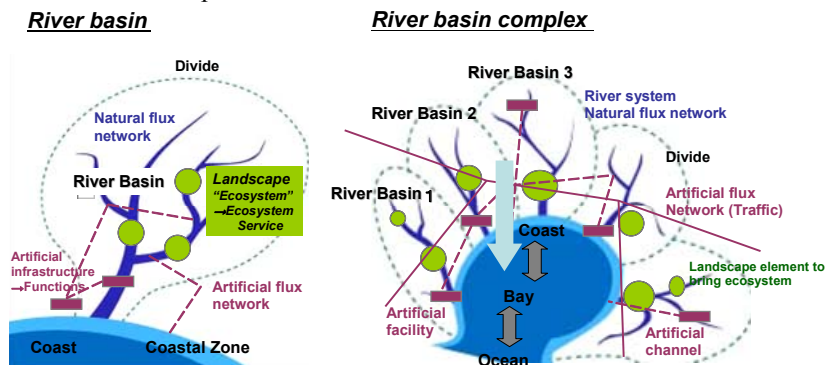 River basin
River basin complex
Divide
Natural flux
network
River Basin
Landscape
“Ecosystem”
→Ecosystem
Service
Artificial
infrastructure
→Functions
Artificial flux
network
Coast
Coastal Zone
River Basin 3
River Basin 2
River system
Natural flux network
Divide
River Basin 1
Artificial flux
Network (Traffic)
Coast
Landscape element to
bring ecosystem
Bay
Artificial
facility
Artificial
channel
Ocean